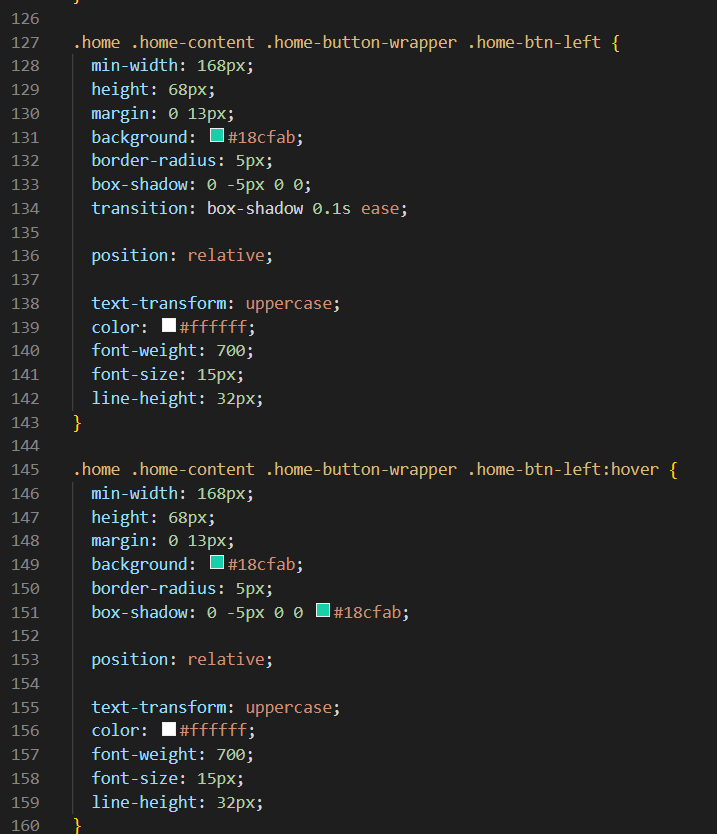 }
126
127 .home .home-content .home-button-wrapper .home-btn-left {
128 min-width: 168px;
129 height: 68px;
130 margin: 0 13px;
131 background: #18cfab;
132 border-radius: 5px;
133 box-shadow: 0 -5px 0 0;
134 transition: box-shadow 0.1s ease;
135
136 position: relative;
137
138 text-transform: uppercase;
139 color: #ffffff;
140 font-weight: 700;
141 font-size: 15px;
142 line-height: 32px;
143 }
144
145 .home .home-content .home-button-wrapper .home-btn-left:hover {
146 min-width: 168px;
147 height: 68px;
148 margin: 0 13px;
149 background: #18cfab;
150 border-radius: 5px;
151 box-shadow: 0 -5px 0 0 #18cfab;
152
153 position: relative;
154
155 text-transform: uppercase;
156 color: #ffffff;
157 font-weight: 700;
158 font-size: 15px;
159 line-height: 32px;
160 }